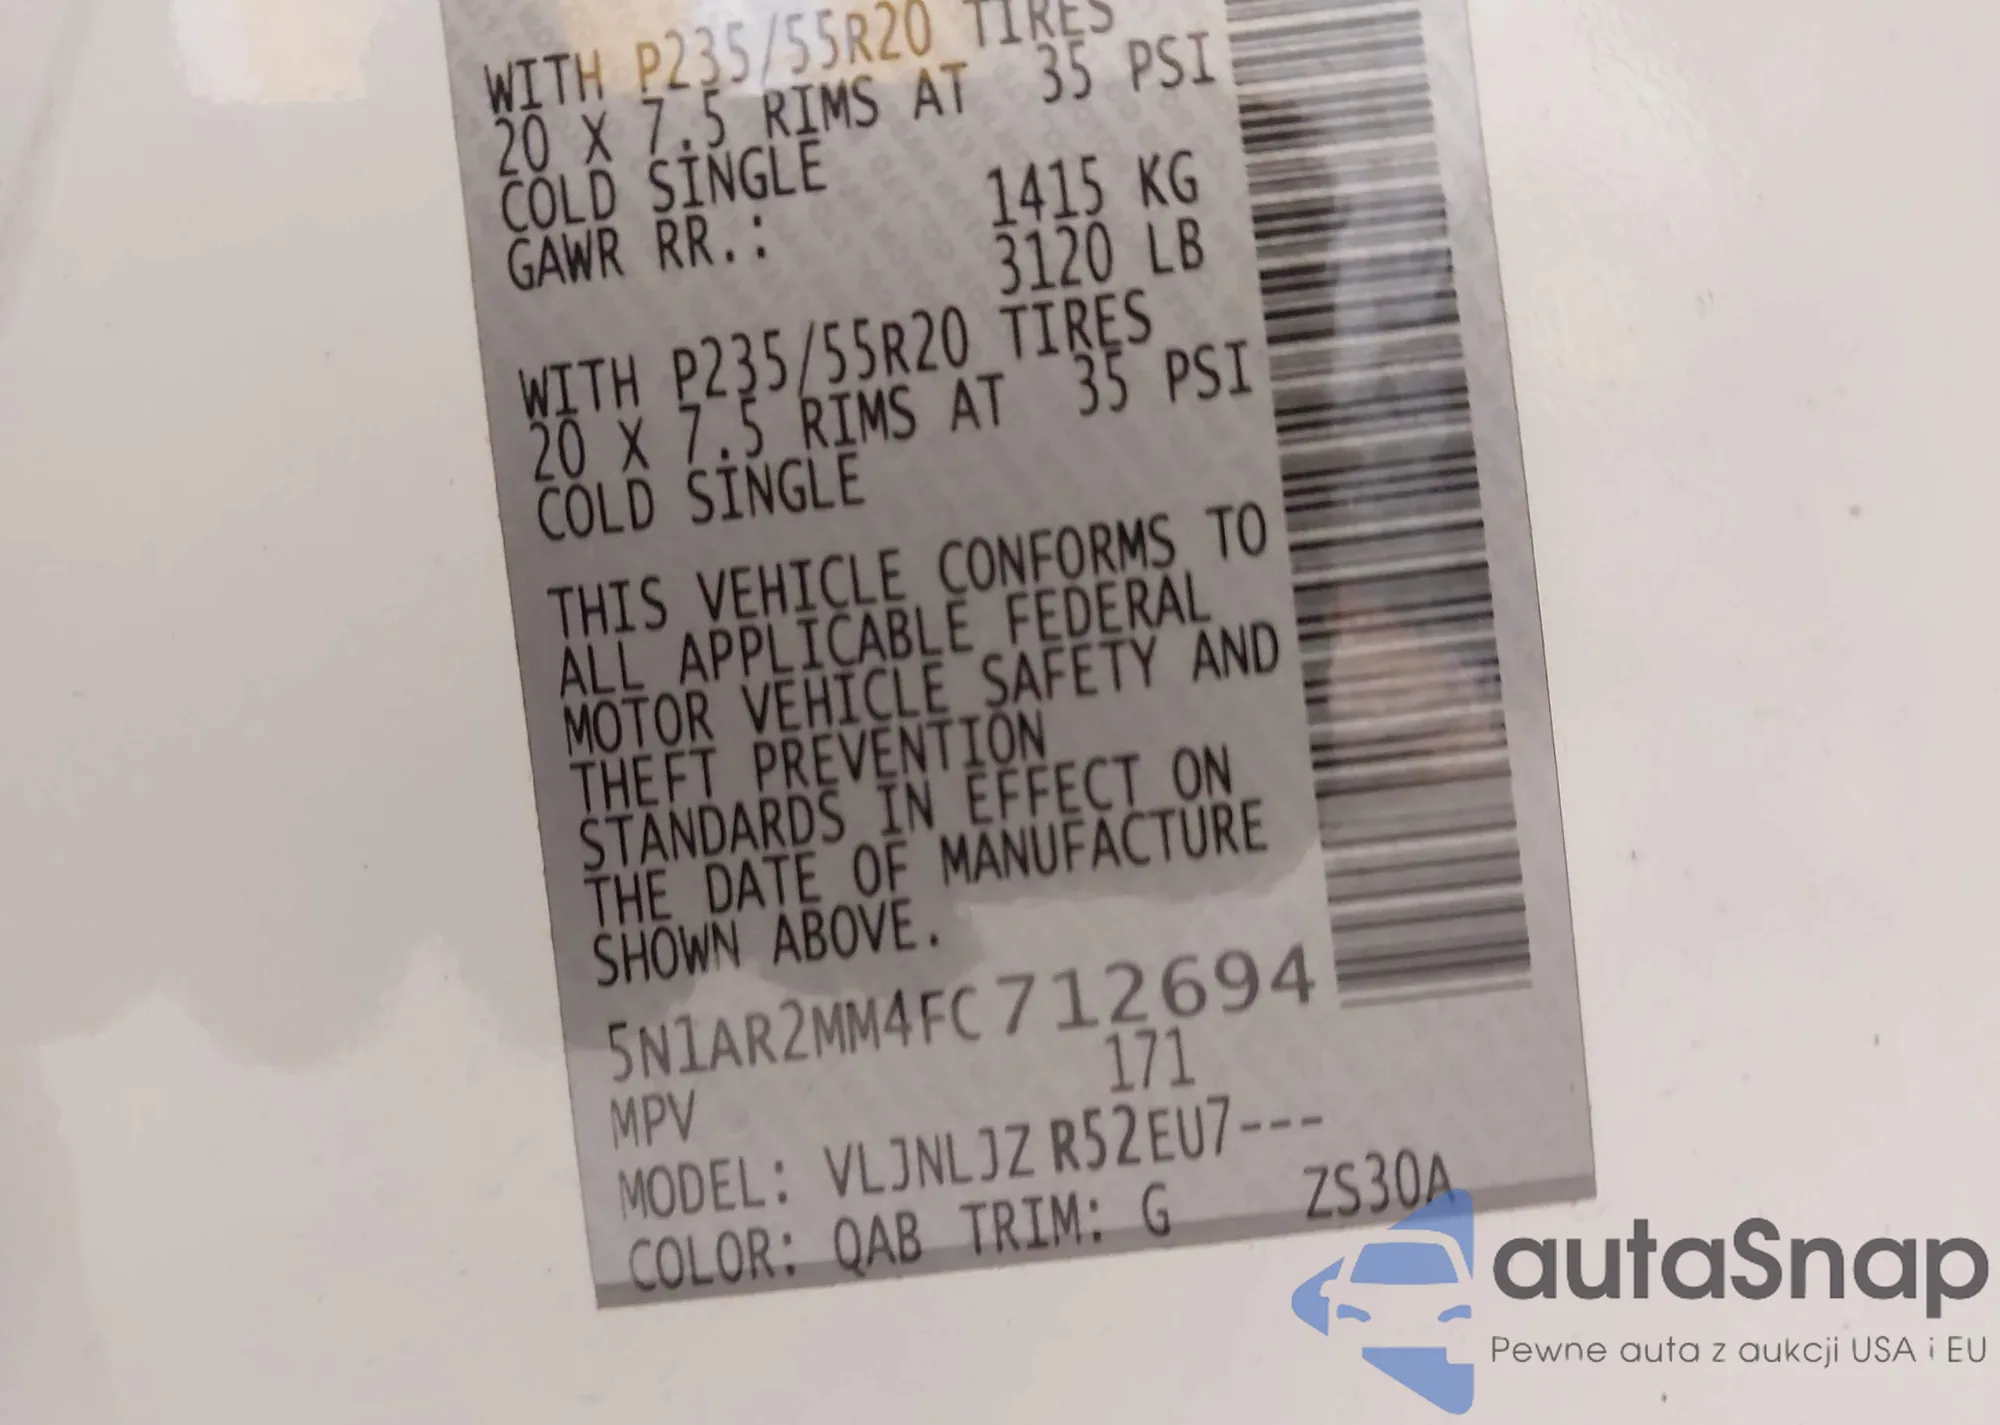 WITH P235/55R20 TIRES
20 X 7.5 RIMS AT 35 PSI
COLD SINGLE
GAWR RR.: 1415 KG
3120 LB
WITH P235/55R20 TIRES
20 X 7.5 RIMS AT 35 PSI
COLD SINGLE
THIS VEHICLE CONFORMS TO
ALL APPLICABLE FEDERAL
MOTOR VEHICLE SAFETY AND
THEFT PREVENTION
STANDARDS IN EFFECT ON
THE DATE OF MANUFACTURE
SHOWN ABOVE.
5N1AR2MM4FC712694
MPV 171
MODEL: VLJNLJZ R52EU7---
COLOR: QAB TRIM: G ZS30A
autaSnap
Pewne auta z aukcji USA i EU